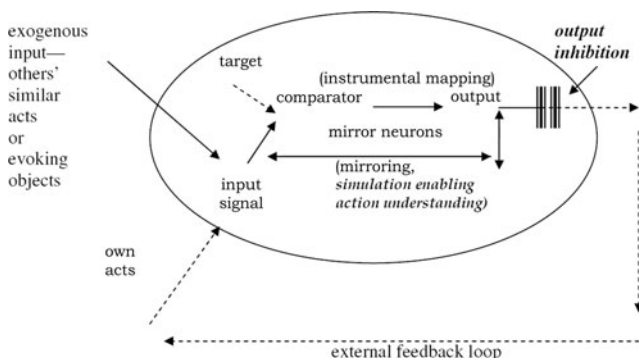 exogenous
input—
others'
similar
acts
or
evoking
objects
target
(instrumental mapping)
comparator
output
output
inhibition
mirror neurons
input
signal
(mirroring,
simulation enabling
action understanding)
own
acts
external feedback loop